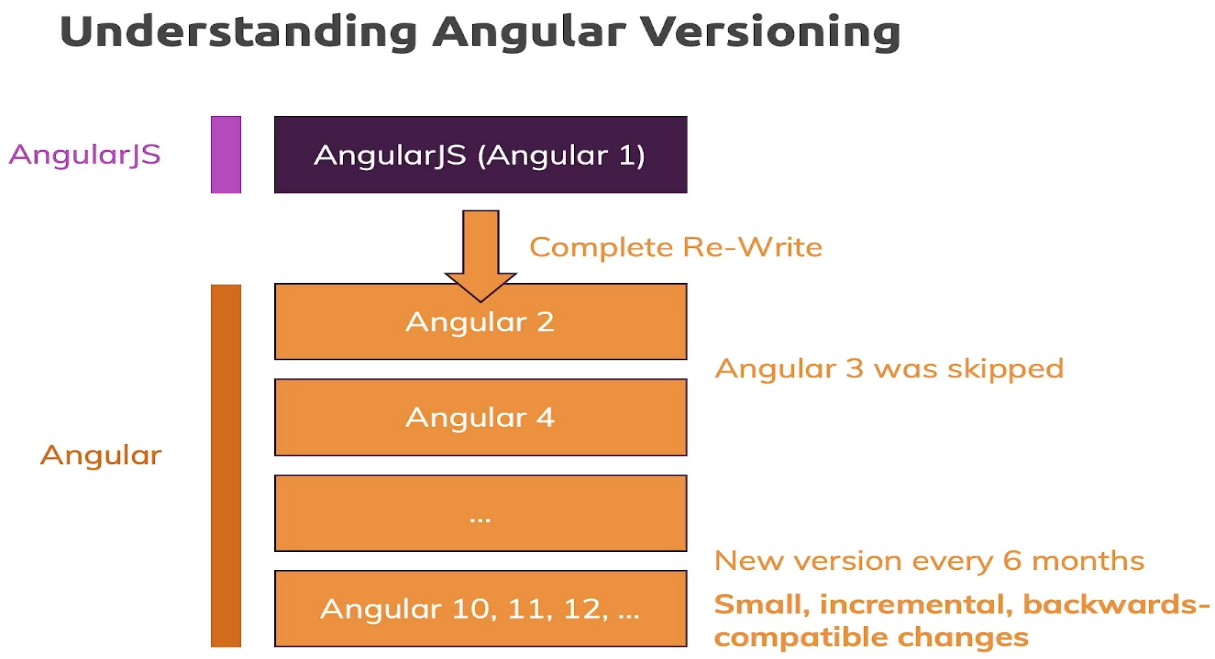 Understanding Angular Versioning
AngularJS
AngularJS (Angular 1)
Complete Re-Write
Angular 2
Angular 3 was skipped
Angular 4
Angular
...
New version every 6 months
Angular 10, 11, 12, ...
Small, incremental, backwards-
compatible changes